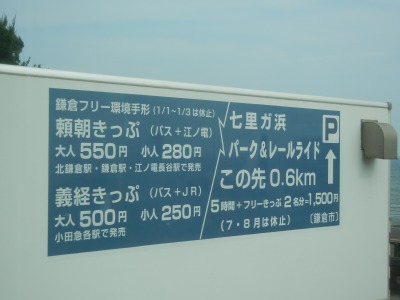 鎌倉フリー環境手形 (1/1~1/3は休止)
頼朝きっぷ (バス+江ノ電)
大人 550円 小人 280円
北鎌倉駅・鎌倉駅・江ノ電長谷駅で発売
義経きっぷ (バス+JR)
大人 500円 小人 250円
小田急各駅で発売
七里ガ浜
パーク&レールライド
この先 0.6km
P
5時間+フリーきっぷ 2名分=1,500円
(7・8月は休止) [鎌倉市]